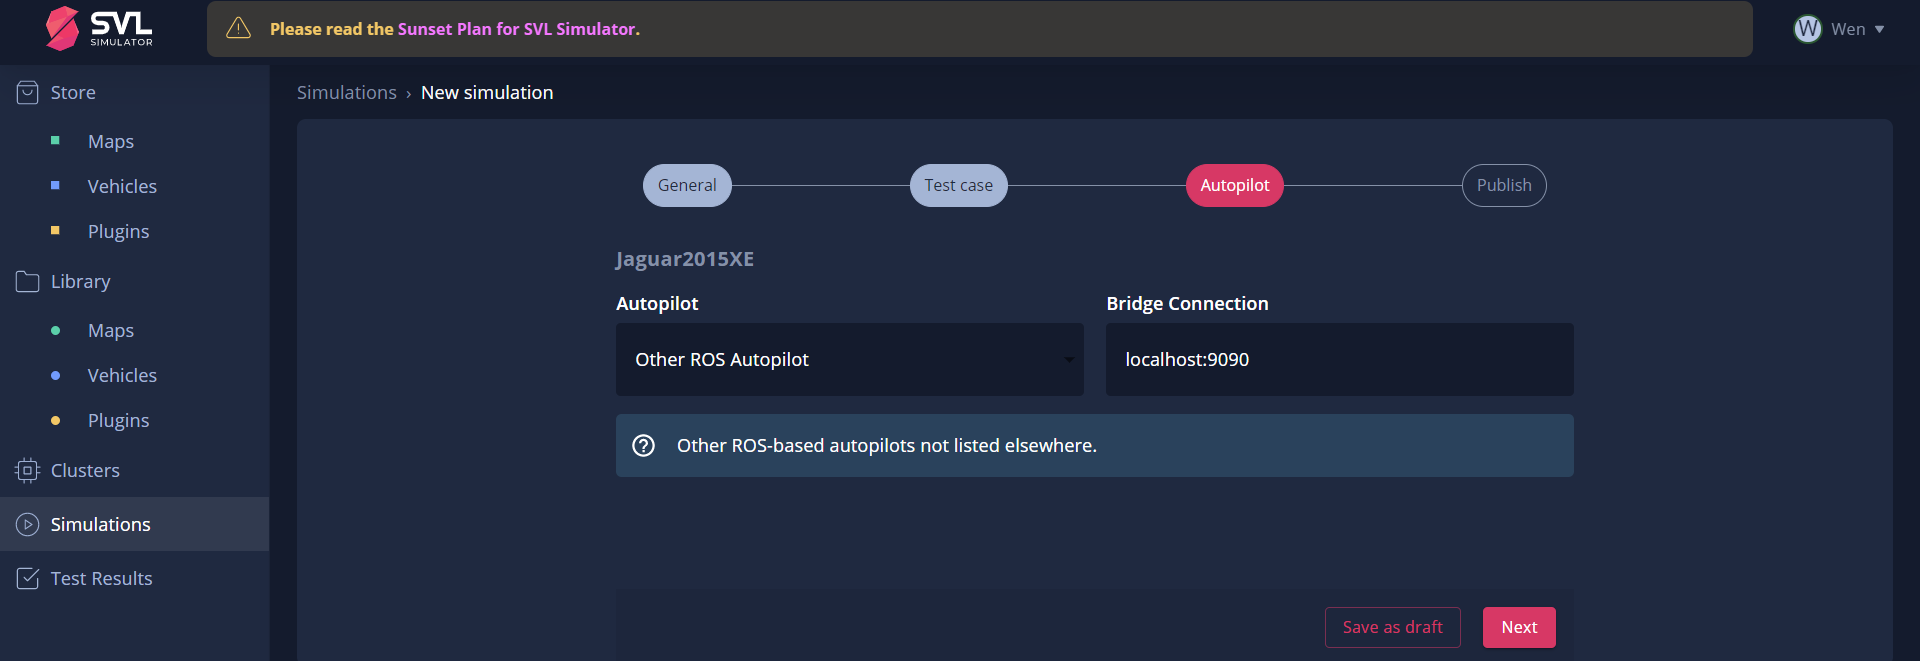 SVL
SIMULATOR
Please read the Sunset Plan for SVL Simulator.
W Wen
Store
Maps
Vehicles
Plugins
Library
Maps
Vehicles
Plugins
Clusters
Simulations
Test Results
Simulations › New simulation
General
Test case
Autopilot
Publish
Jaguar2015XE
Autopilot
Bridge Connection
Other ROS Autopilot
localhost:9090
Other ROS-based autopilots not listed elsewhere.
Save as draft
Next